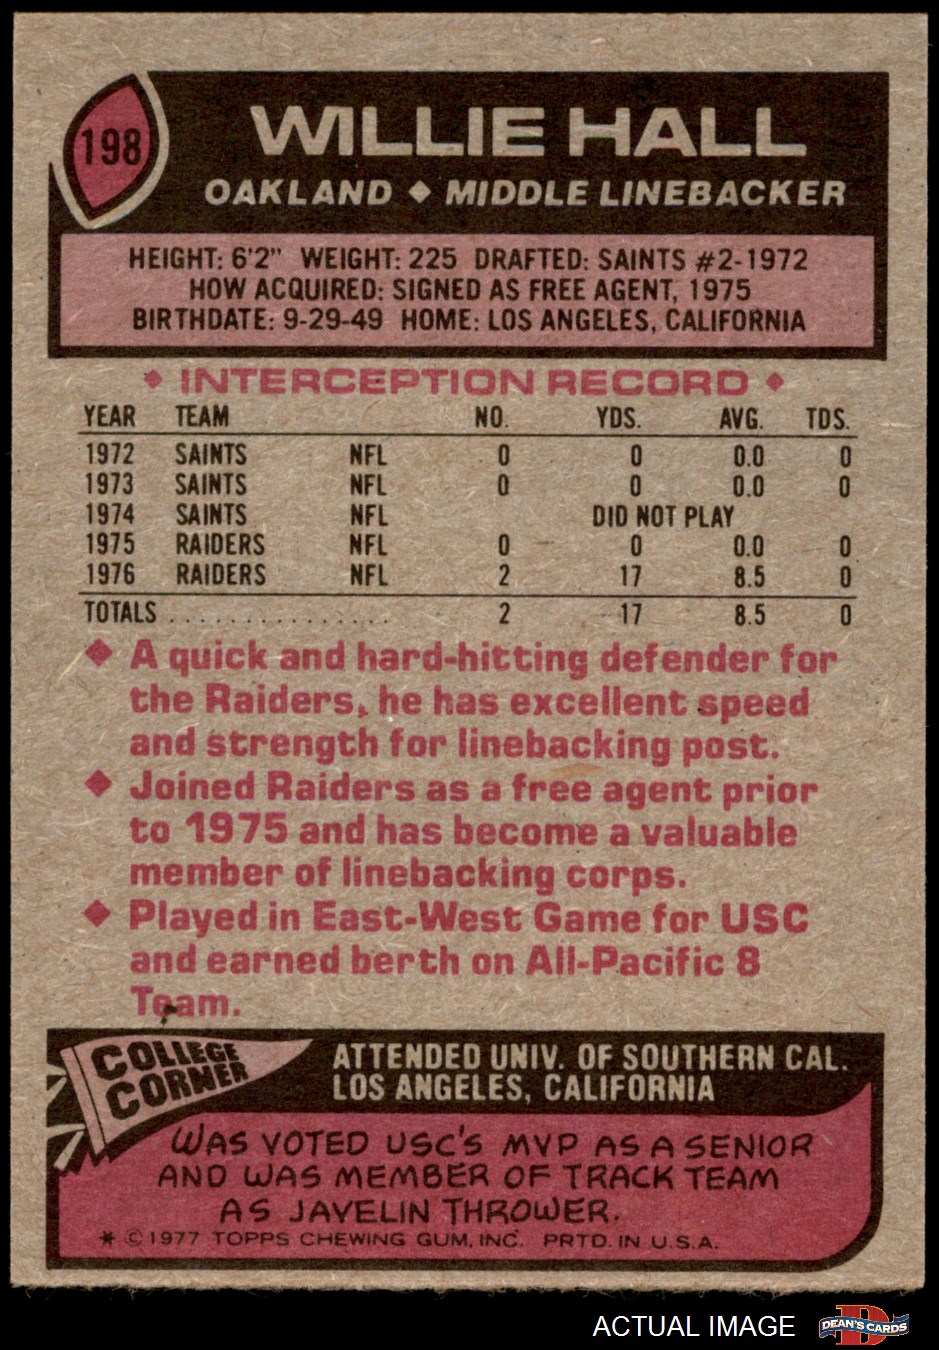 198
WILLIE HALL
OAKLAND ◆ MIDDLE LINEBACKER
HEIGHT: 6'2" WEIGHT: 225 DRAFTED: SAINTS #2-1972
HOW ACQUIRED: SIGNED AS FREE AGENT, 1975
BIRTHDATE: 9-29-49 HOME: LOS ANGELES, CALIFORNIA
◆ INTERCEPTION RECORD ◆
YEAR TEAM NO. YDS. AVG. TDS.
1972 SAINTS NFL 0 0 0.0 0
1973 SAINTS NFL 0 0 0.0 0
1974 SAINTS NFL DID NOT PLAY
1975 RAIDERS NFL 0 0 0.0 0
1976 RAIDERS NFL 2 17 8.5 0
TOTALS . . . . . . . . . . . . . . . 2 17 8.5 0
◆ A quick and hard-hitting defender for
the Raiders, he has excellent speed
and strength for linebacking post.
◆ Joined Raiders as a free agent prior
to 1975 and has become a valuable
member of linebacking corps.
◆ Played in East-West Game for USC
and earned berth on All-Pacific 8
Team.
COLLEGE
CORNER
ATTENDED UNIV. OF SOUTHERN CAL.
LOS ANGELES, CALIFORNIA
WAS VOTED USC'S MVP AS A SENIOR
AND WAS MEMBER OF TRACK TEAM
AS JAVELIN THROWER.
* © 1977 TOPPS CHEWING GUM, INC. PRTD. IN U.S.A.
ACTUAL IMAGE
D
DEAN'S CARDS